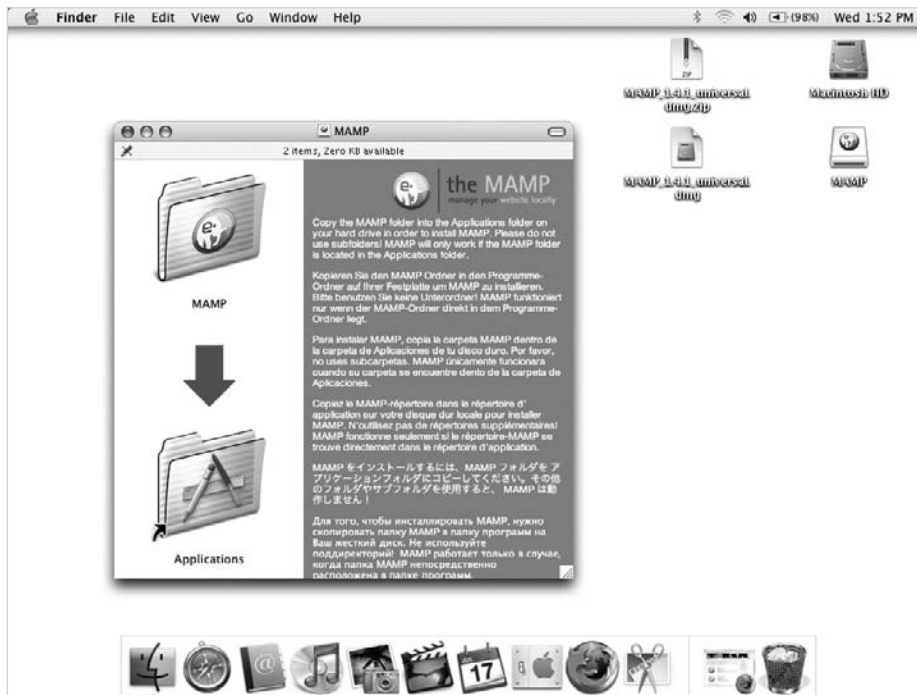 Finder File Edit View Go Window Help
(98%) Wed 1:52 PM
ZIP
MAMP_1.4.1_universal.
dmg.zip
Macintosh HD
MAMP_1.4.1_universal.
dmg
MAMP
MAMP
2 items, Zero KB available
MAMP
Applications
the MAMP
manage your website locally
Copy the MAMP folder into the Applications folder on
your hard drive in order to install MAMP. Please do not
use subfolders! MAMP will only work if the MAMP folder
is located in the Applications folder.
Kopieren Sie den MAMP Ordner in den Programme-
Ordner auf Ihrer Festplatte um MAMP zu installieren.
Bitte benutzen Sie keine Unterordner! MAMP funktioniert
nur wenn der MAMP-Ordner direkt in dem Programme-
Ordner liegt.
Para instalar MAMP, copia la carpeta MAMP dentro de
la carpeta de Aplicaciones de tu disco duro. Por favor,
no uses subcarpetas. MAMP únicamente funcionara
cuando su carpeta se encuentre dento de la carpeta de
Aplicaciones.
Copiez le MAMP-répertoire dans le répertoire d'
application sur votre disque dur locale pour installer
MAMP. N'outilisez pas de répertoires supplémentaires!
MAMP fonctionne seulement si le répertoire-MAMP se
trouve directement dans le répertoire d'application.
MAMP をインストールするには、MAMP フォルダを ア
プリケーションフォルダにコピーしてください。その他
のフォルダやサブフォルダを使用すると、 MAMP は動
作しません！
Для того, чтобы инсталлировать MAMP, нужно
скопировать папку MAMP в папку программ на
Ваш жесткий диск. Не используйте
поддиректорий! MAMP работает только в случае,
когда папка MAMP непосредственно
расположена в папке программ.
17